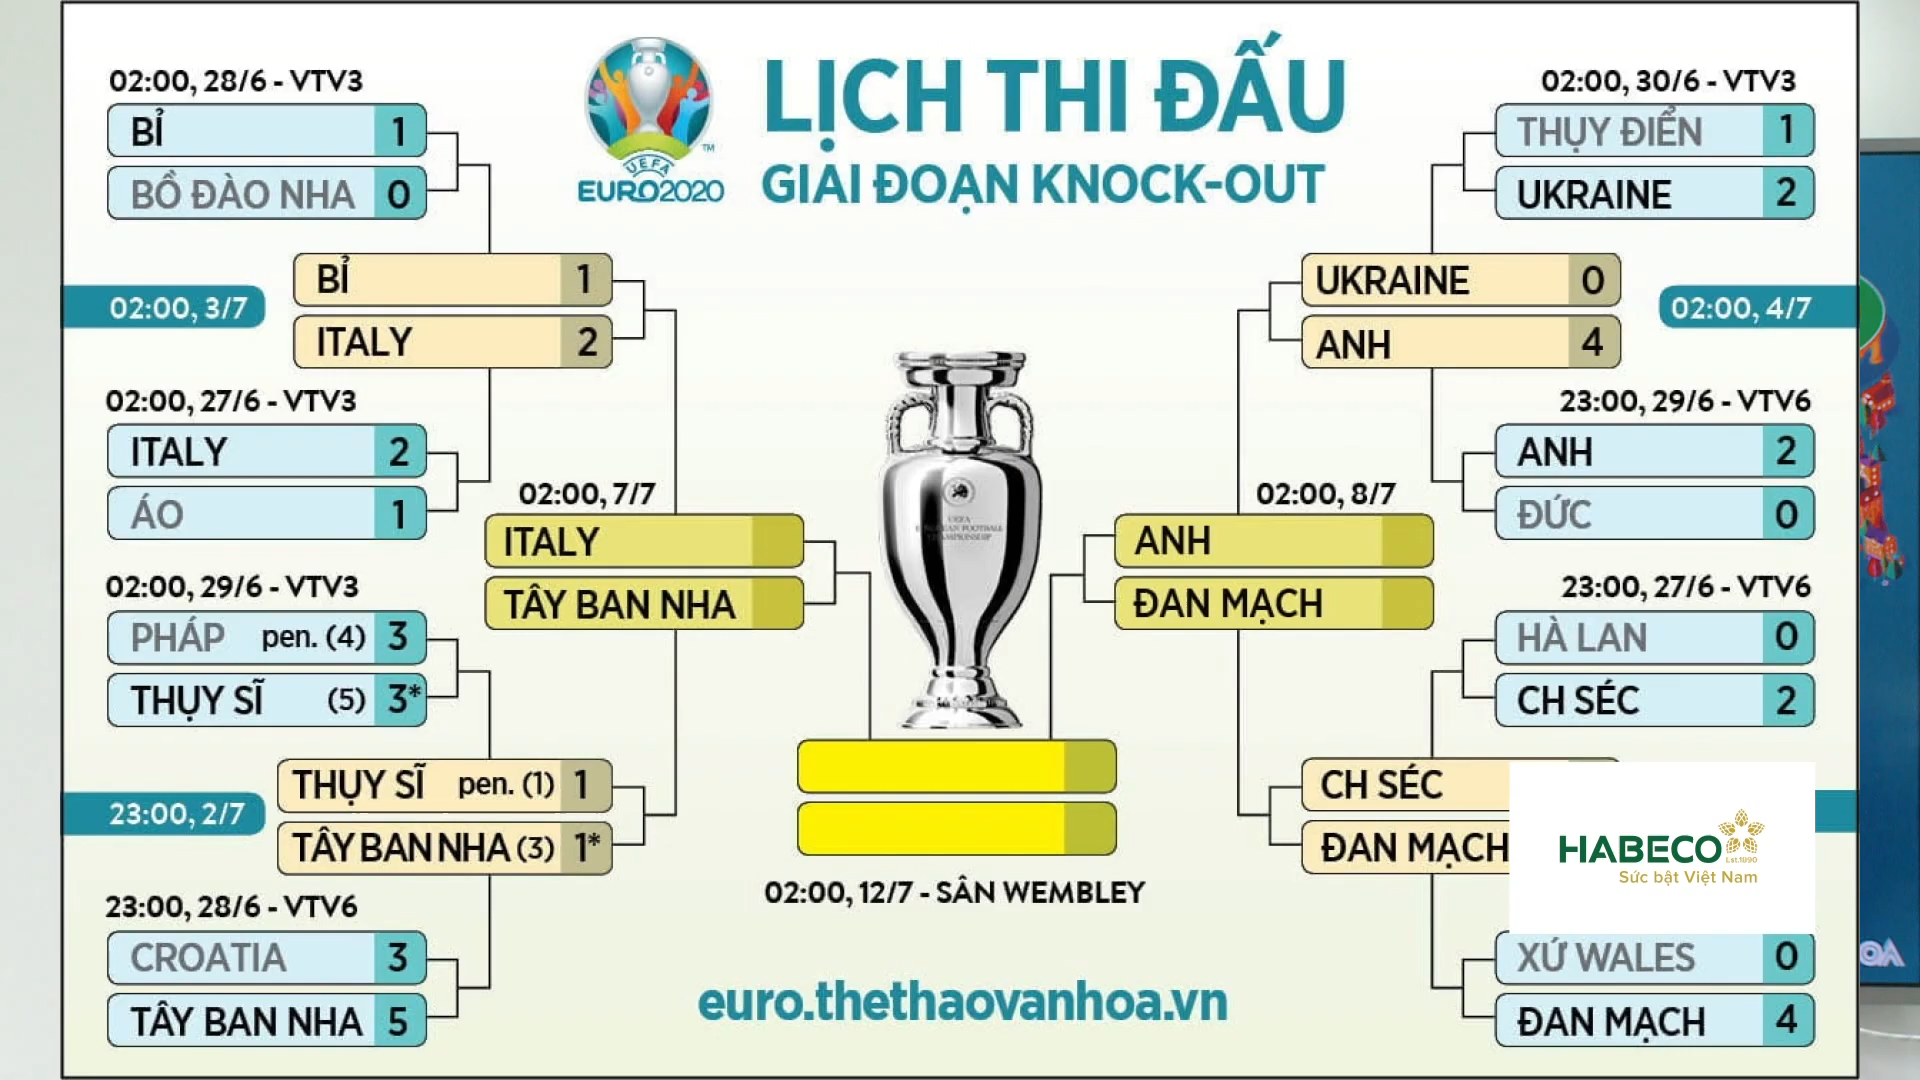 LỊCH THI ĐẤU
GIAI ĐOẠN KNOCK-OUT
UEFA
EURO2020
TM
02:00, 28/6 - VTV3
BỈ 1
BỒ ĐÀO NHA 0
02:00, 3/7
BỈ 1
ITALY 2
02:00, 27/6 - VTV3
ITALY 2
ÁO 1
02:00, 7/7
ITALY
TÂY BAN NHA
02:00, 29/6 - VTV3
PHÁP pen. (4) 3
THỤY SĨ (5) 3*
23:00, 2/7
THỤY SĨ pen. (1) 1
TÂY BAN NHA (3) 1*
23:00, 28/6 - VTV6
CROATIA 3
TÂY BAN NHA 5
UEFA
EUROPEAN FOOTBALL
CHAMPIONSHIP
02:00, 12/7 - SÂN WEMBLEY
euro.thethaovanhoa.vn
02:00, 30/6 - VTV3
THỤY ĐIỂN 1
UKRAINE 2
UKRAINE 0
ANH 4
02:00, 4/7
23:00, 29/6 - VTV6
ANH 2
ĐỨC 0
02:00, 8/7
ANH
ĐAN MẠCH
23:00, 27/6 - VTV6
HÀ LAN 0
CH SÉC 2
CH SÉC
ĐAN MẠCH
HABECO
Est.1890
Sức bật Việt Nam
XỨ WALES 0
ĐAN MẠCH 4
OA